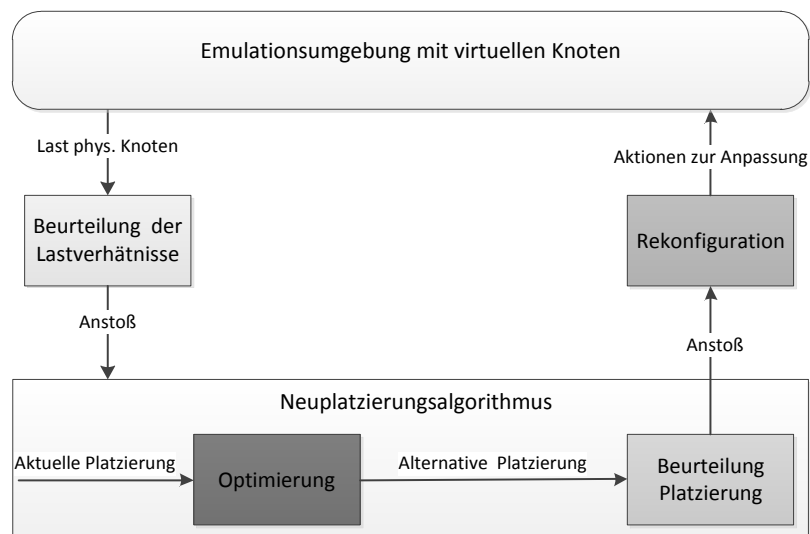 Emulationsumgebung mit virtuellen Knoten
Last phys. Knoten
Aktionen zur Anpassung
Beurteilung der
Lastverhätnisse
Rekonfiguration
Anstoß
Anstoß
Neuplatzierungsalgorithmus
Aktuelle Platzierung
Optimierung
Alternative Platzierung
Beurteilung
Platzierung